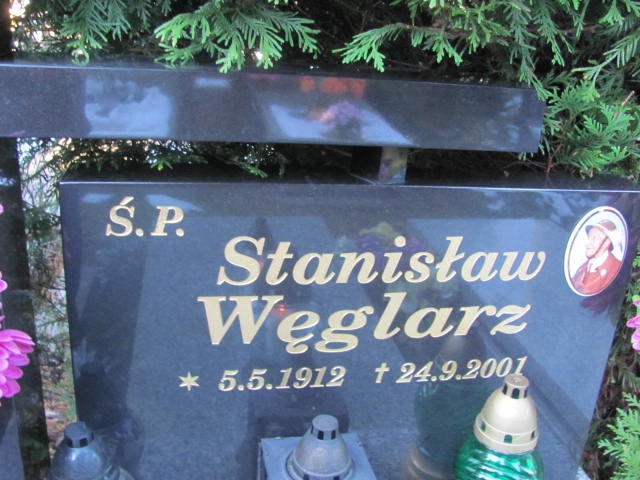 Ś.P.
Stanisław
Węglarz
✶ 5.5.1912 † 24.9.2001